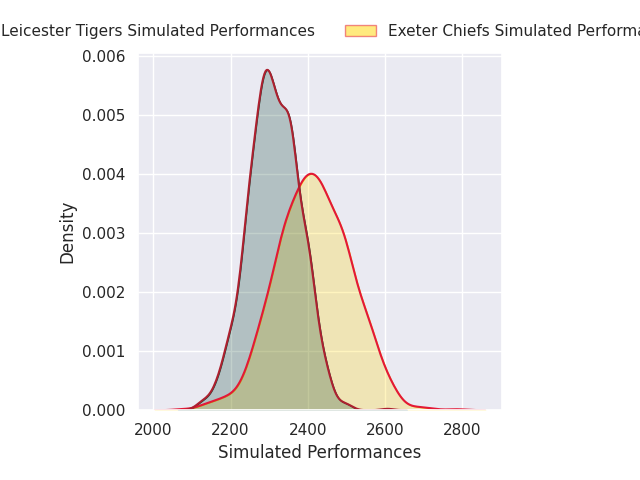 Leicester Tigers Simulated Performances Exeter Chiefs Simulated Performa
0.006
0.005
0.004
0.003
0.002
0.001
0.000
Density
2000 2200 2400 2600 2800
Simulated Performances